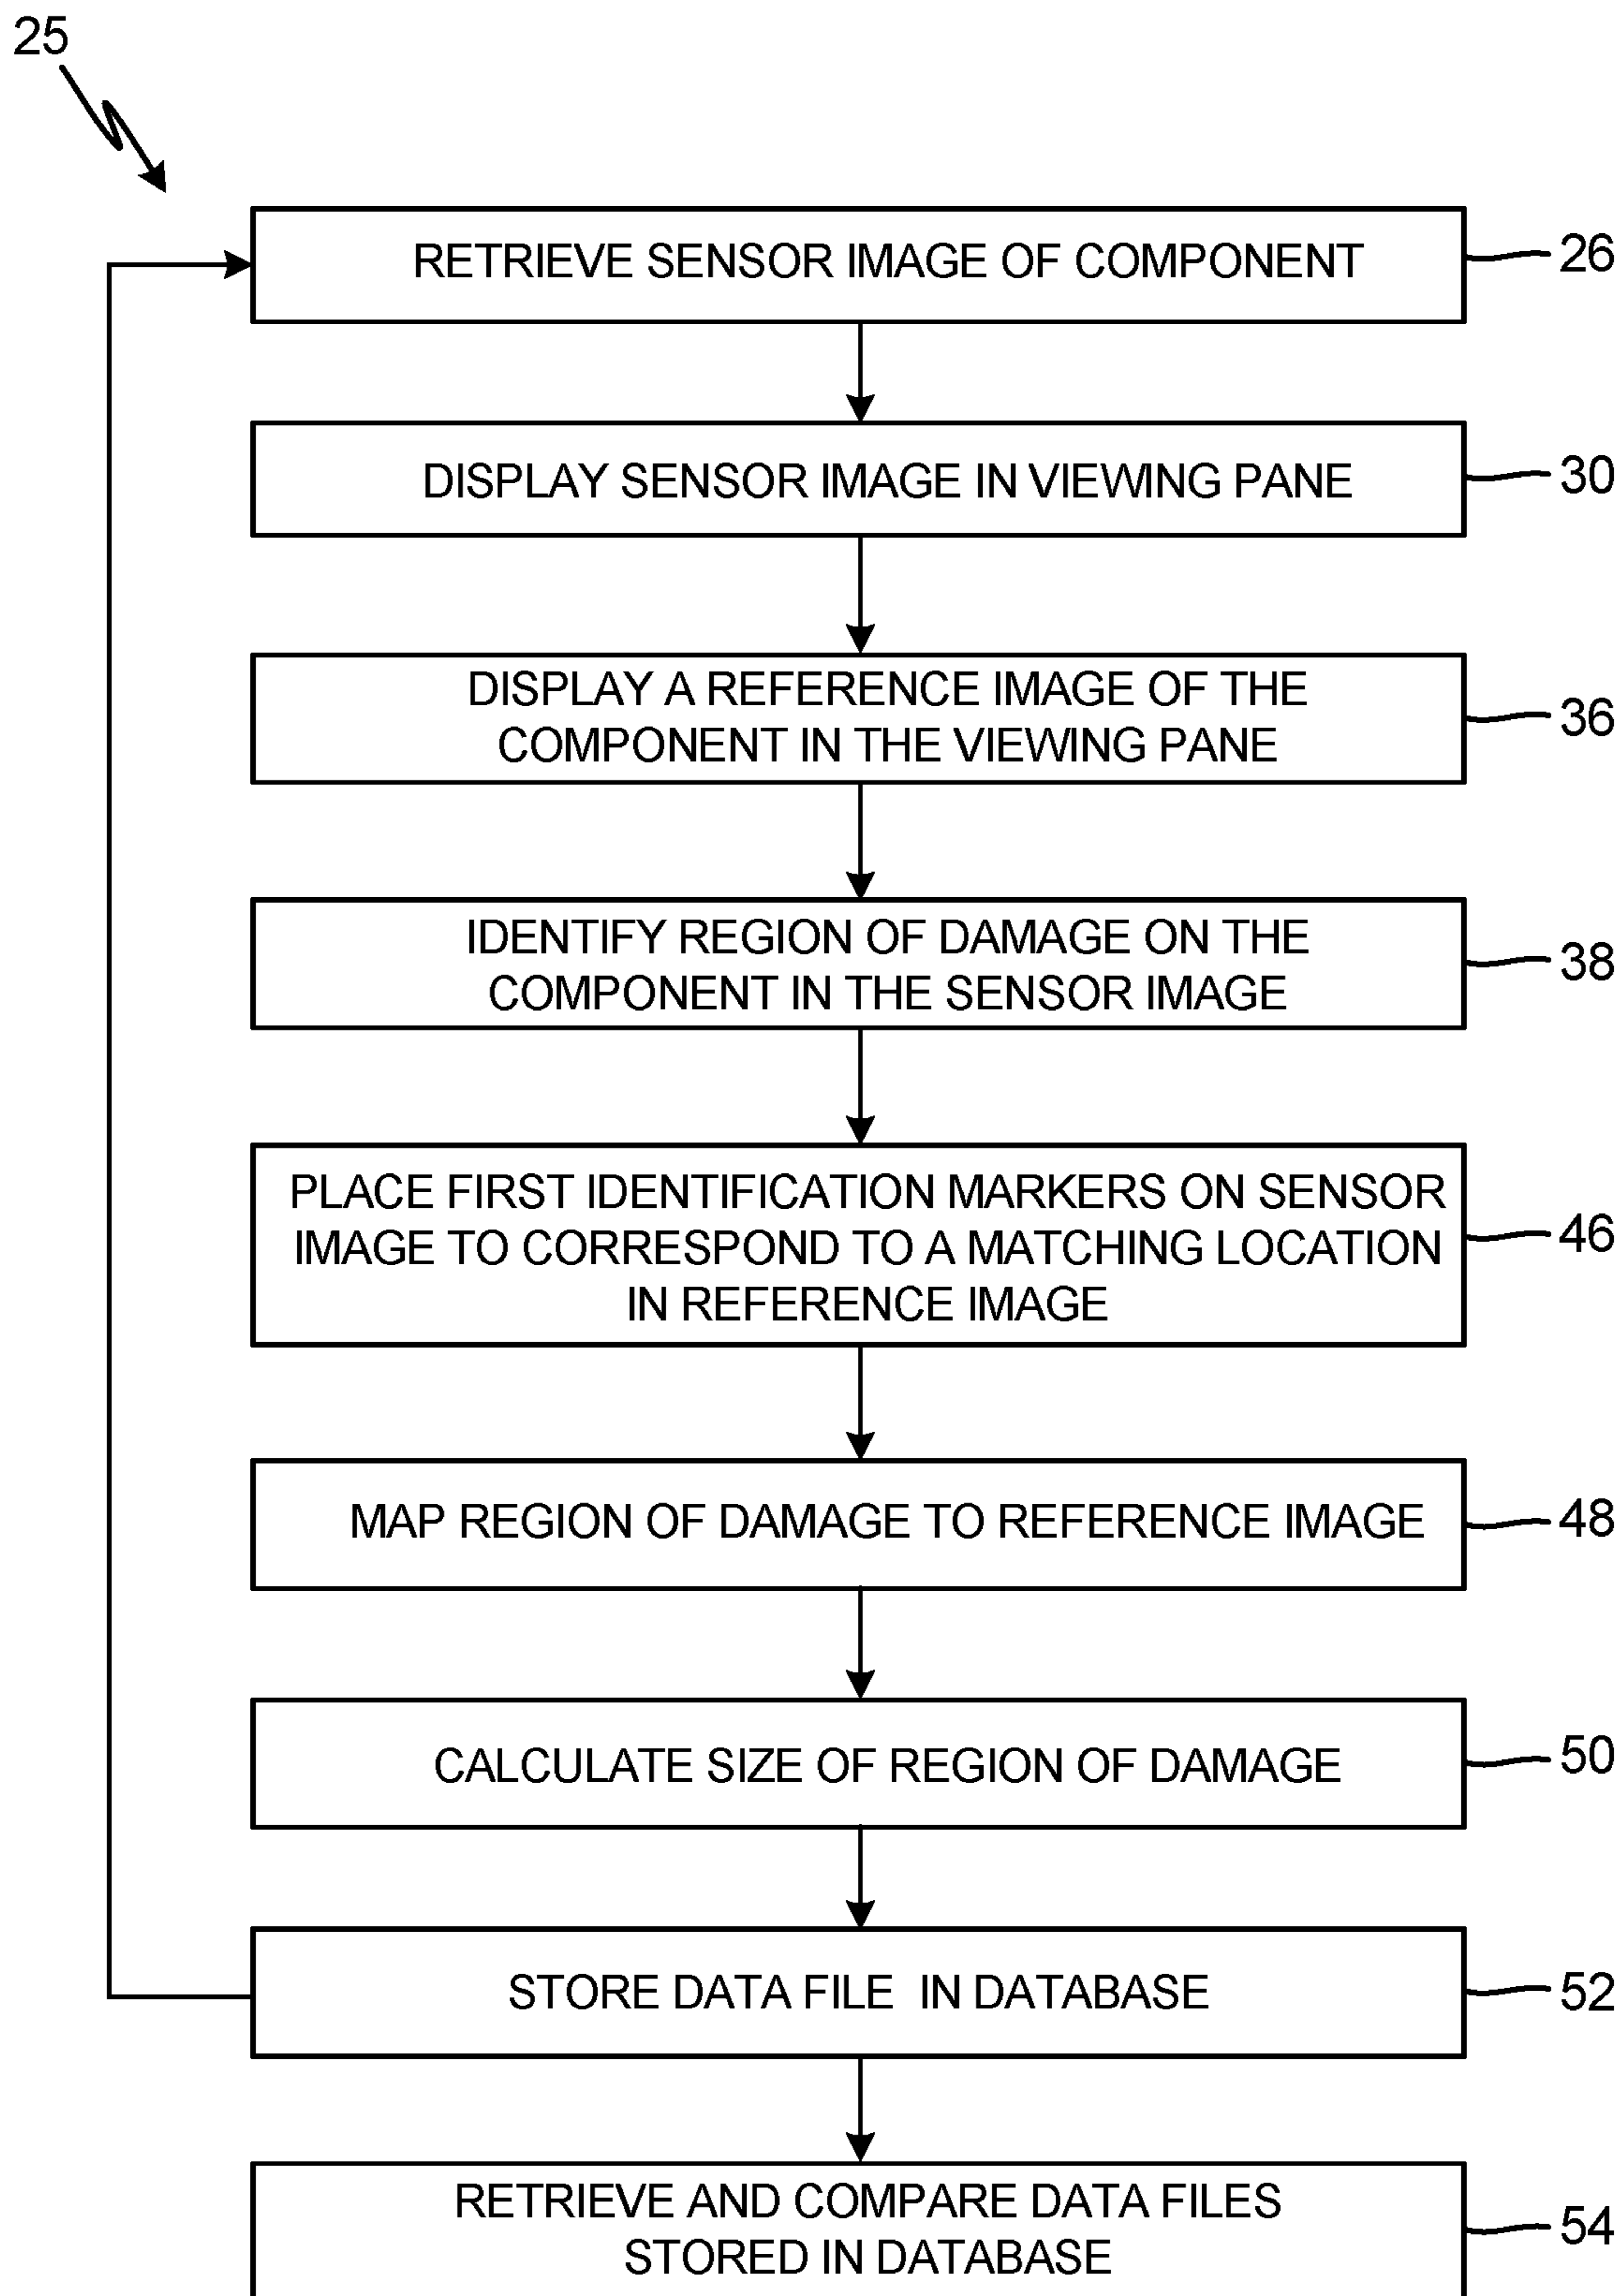 25
RETRIEVE SENSOR IMAGE OF COMPONENT
26
DISPLAY SENSOR IMAGE IN VIEWING PANE
30
DISPLAY A REFERENCE IMAGE OF THE
COMPONENT IN THE VIEWING PANE
36
IDENTIFY REGION OF DAMAGE ON THE
COMPONENT IN THE SENSOR IMAGE
38
PLACE FIRST IDENTIFICATION MARKERS ON SENSOR
IMAGE TO CORRESPOND TO A MATCHING LOCATION
IN REFERENCE IMAGE
46
MAP REGION OF DAMAGE TO REFERENCE IMAGE
48
CALCULATE SIZE OF REGION OF DAMAGE
50
STORE DATA FILE IN DATABASE
52
RETRIEVE AND COMPARE DATA FILES
STORED IN DATABASE
54